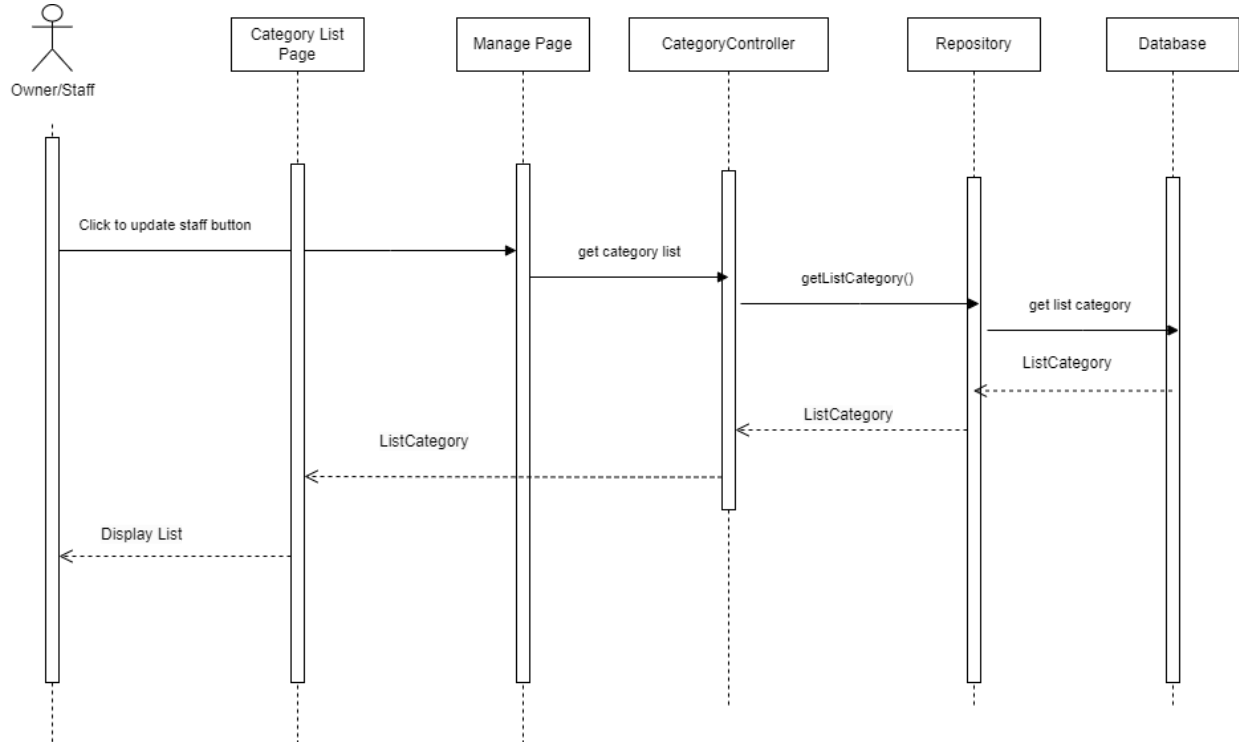 Owner/Staff
Category List
Page
Manage Page
CategoryController
Repository
Database
Click to update staff button
get category list
getListCategory()
get list category
ListCategory
ListCategory
ListCategory
Display List